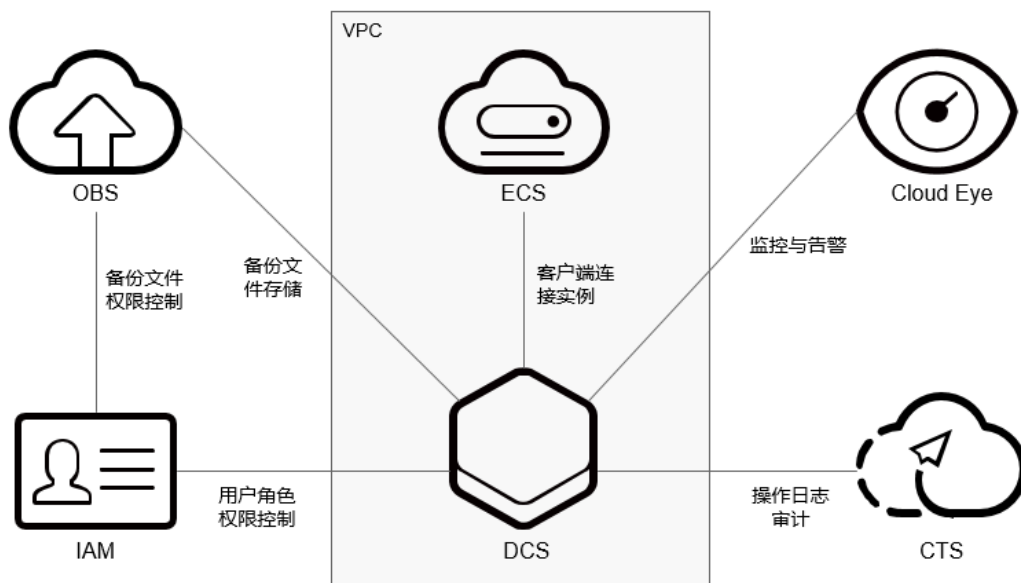 VPC
OBS
ECS
Cloud Eye
备份文件
权限控制
备份文
件存储
客户端连
接实例
监控与告警
用户角色
权限控制
操作日志
审计
IAM
DCS
CTS